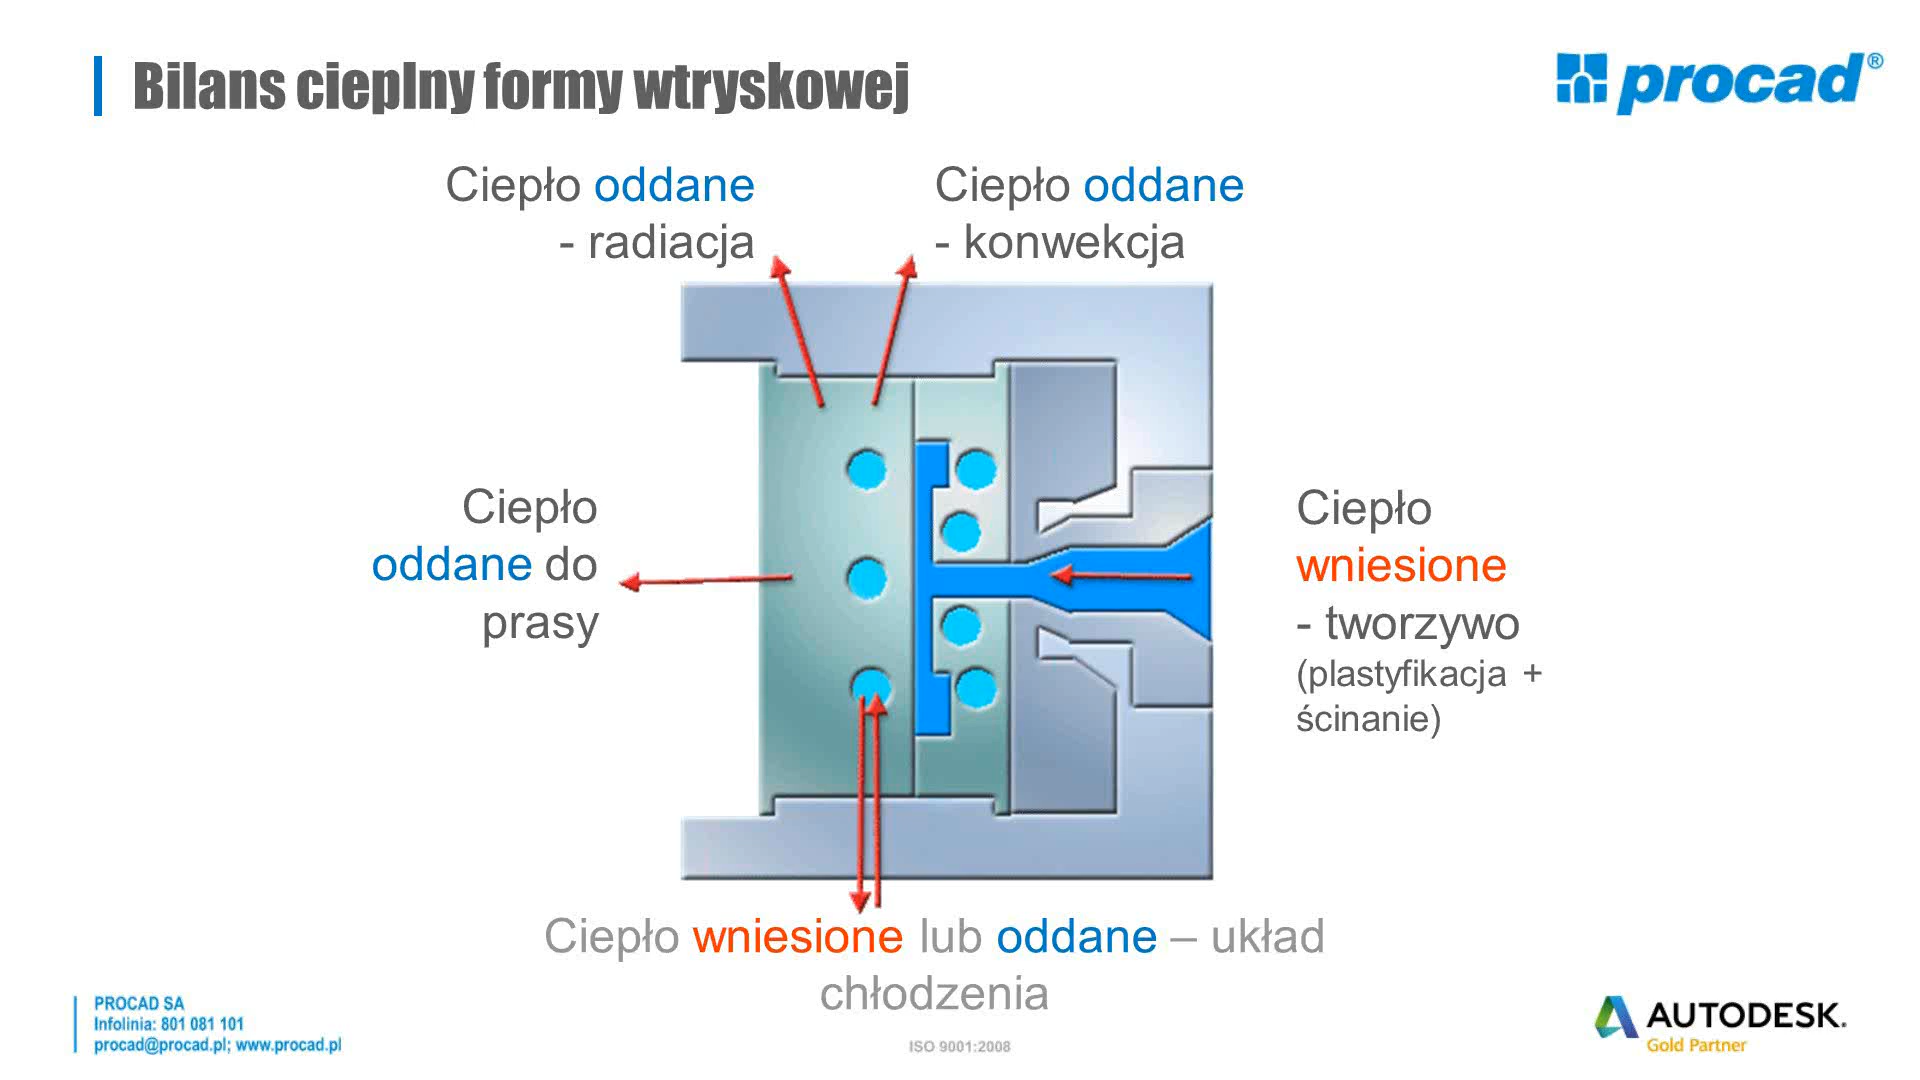 Bilans cieplny formy wtryskowej
procad®
Ciepło oddane
- radiacja
Ciepło oddane
- konwekcja
Ciepło
oddane do
prasy
Ciepło
wniesione
- tworzywo
(plastyfikacja +
ścinanie)
Ciepło wniesione lub oddane – układ
chłodzenia
PROCAD SA
Infolinia: 801 081 101
procad@procad.pl; www.procad.pl
ISO 9001:2008
AUTODESK.
Gold Partner